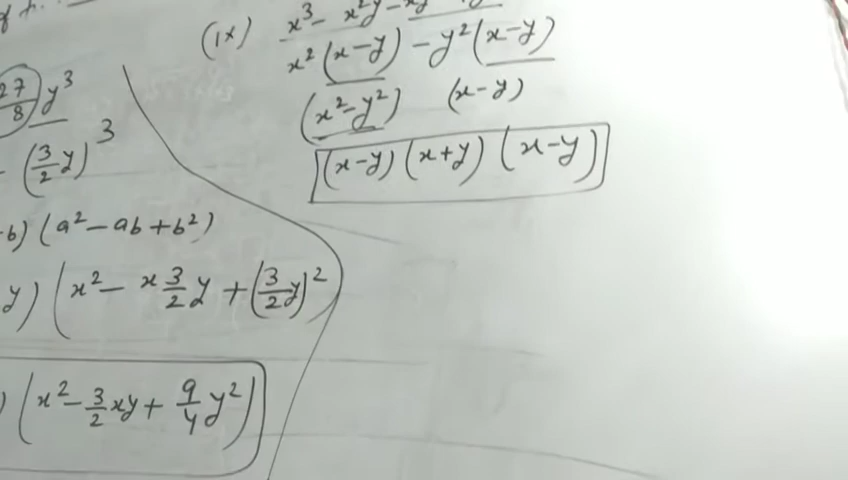 (ix) x³ - x²y - xy
x²(x-y) - y²(x-y)
(x²-y²) (x-y)
(x-y)(x+y)(x-y)
27/8 y³
(3/2 y)³
b)(a²-ab+b²)
y)(x² - x 3/2 y + (3/2 y)²
)(x² - 3/2 xy + 9/4 y²)